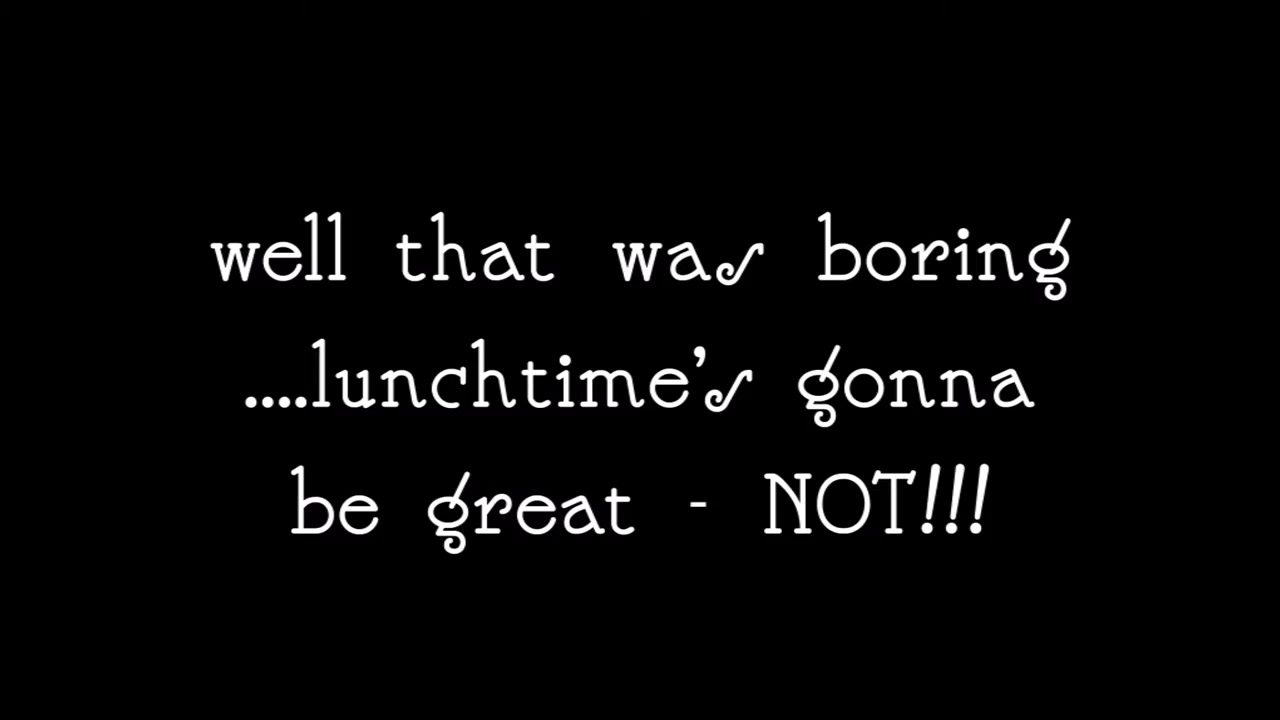 well that was boring
....lunchtime's gonna
be great - NOT!!!